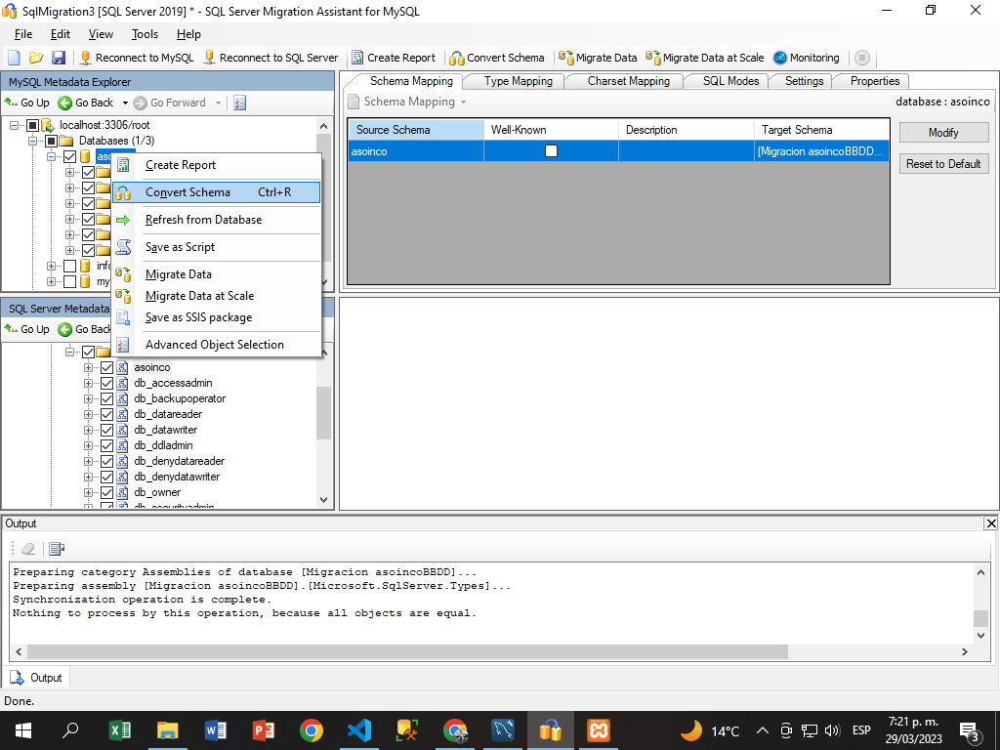 SqlMigration3 [SQL Server 2019] * - SQL Server Migration Assistant for MySQL
File Edit View Tools Help
Reconnect to MySQL Reconnect to SQL Server Create Report Convert Schema Migrate Data Migrate Data at Scale Monitoring
MySQL Metadata Explorer
Go Up Go Back Go Forward
localhost:3306/root
Databases (1/3)
Create Report
Convert Schema Ctrl+R
Refresh from Database
Save as Script
Migrate Data
Migrate Data at Scale
Save as SSIS package
Advanced Object Selection
Schema Mapping Type Mapping Charset Mapping SQL Modes Settings Properties
Schema Mapping database : asoinco
Source Schema Well-Known Description Target Schema
asoinco [Migracion asoincoBBDD...
Modify
Reset to Default
SQL Server Metadata
Go Up Go Back
asoinco
db_accessadmin
db_backupoperator
db_datareader
db_datawriter
db_ddladmin
db_denydatareader
db_denydatawriter
db_owner
db_securityadmin
Output
Preparing category Assemblies of database [Migracion asoincoBBDD]...
Preparing assembly [Migracion asoincoBBDD].[Microsoft.SqlServer.Types]...
Synchronization operation is complete.
Nothing to process by this operation, because all objects are equal.
Output
Done.
14°C ESP 7:21 p. m.
29/03/2023
3